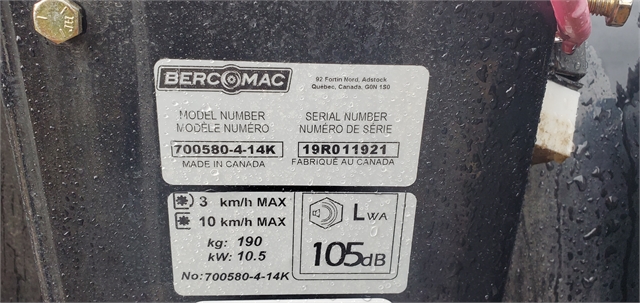 BERCOMAC
92 Fortin Nord, Adstock
Québec, Canada, G0N 1S0
MODEL NUMBER
MODÈLE NUMÉRO
700580-4-14K
MADE IN CANADA
SERIAL NUMBER
NUMÉRO DE SÉRIE
19R011921
FABRIQUÉ AU CANADA
3 km/h MAX
10 km/h MAX
kg: 190
kW: 10.5
No: 700580-4-14K
LWA
105dB